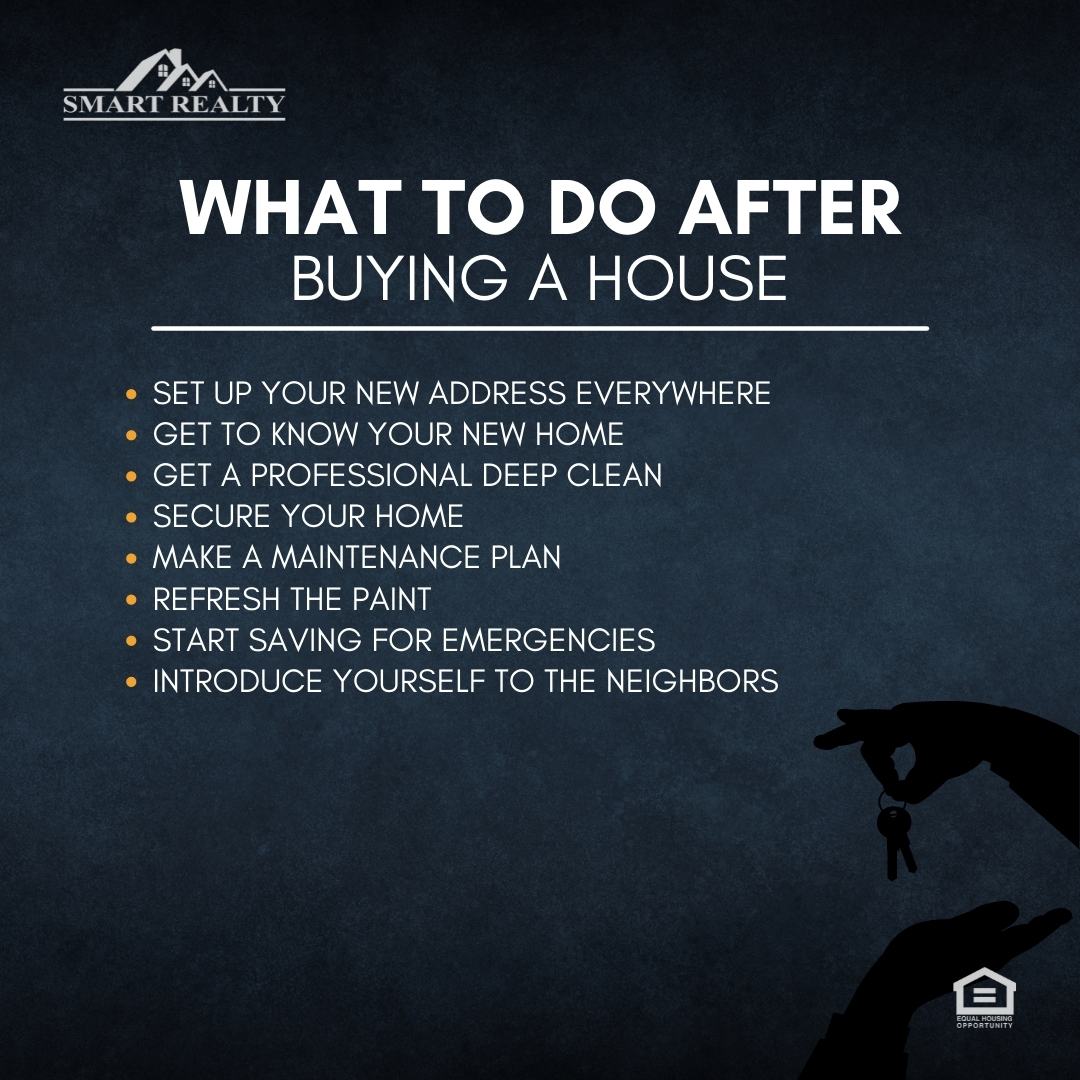 SMART REALTY
WHAT TO DO AFTER
BUYING A HOUSE
SET UP YOUR NEW ADDRESS EVERYWHERE
GET TO KNOW YOUR NEW HOME
GET A PROFESSIONAL DEEP CLEAN
SECURE YOUR HOME
MAKE A MAINTENANCE PLAN
REFRESH THE PAINT
START SAVING FOR EMERGENCIES
INTRODUCE YOURSELF TO THE NEIGHBORS
EQUAL HOUSING
OPPORTUNITY